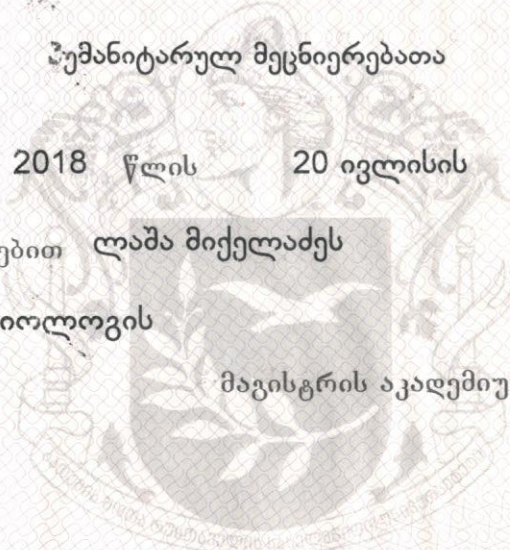 ჰუმანიტარულ მეცნიერებათა
2018 წლის 20 ივლისის
ებით ლაშა მიქელაძეს
იოლოგის
მაგისტრის აკადემიუ